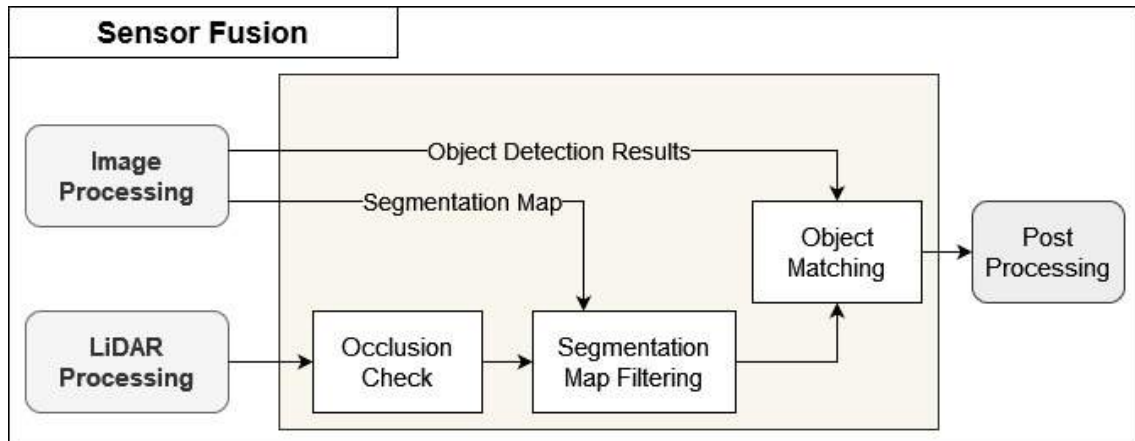 Sensor Fusion
Image
Processing
Object Detection Results
Segmentation Map
Object
Matching
Post
Processing
LiDAR
Processing
Occlusion
Check
Segmentation
Map Filtering